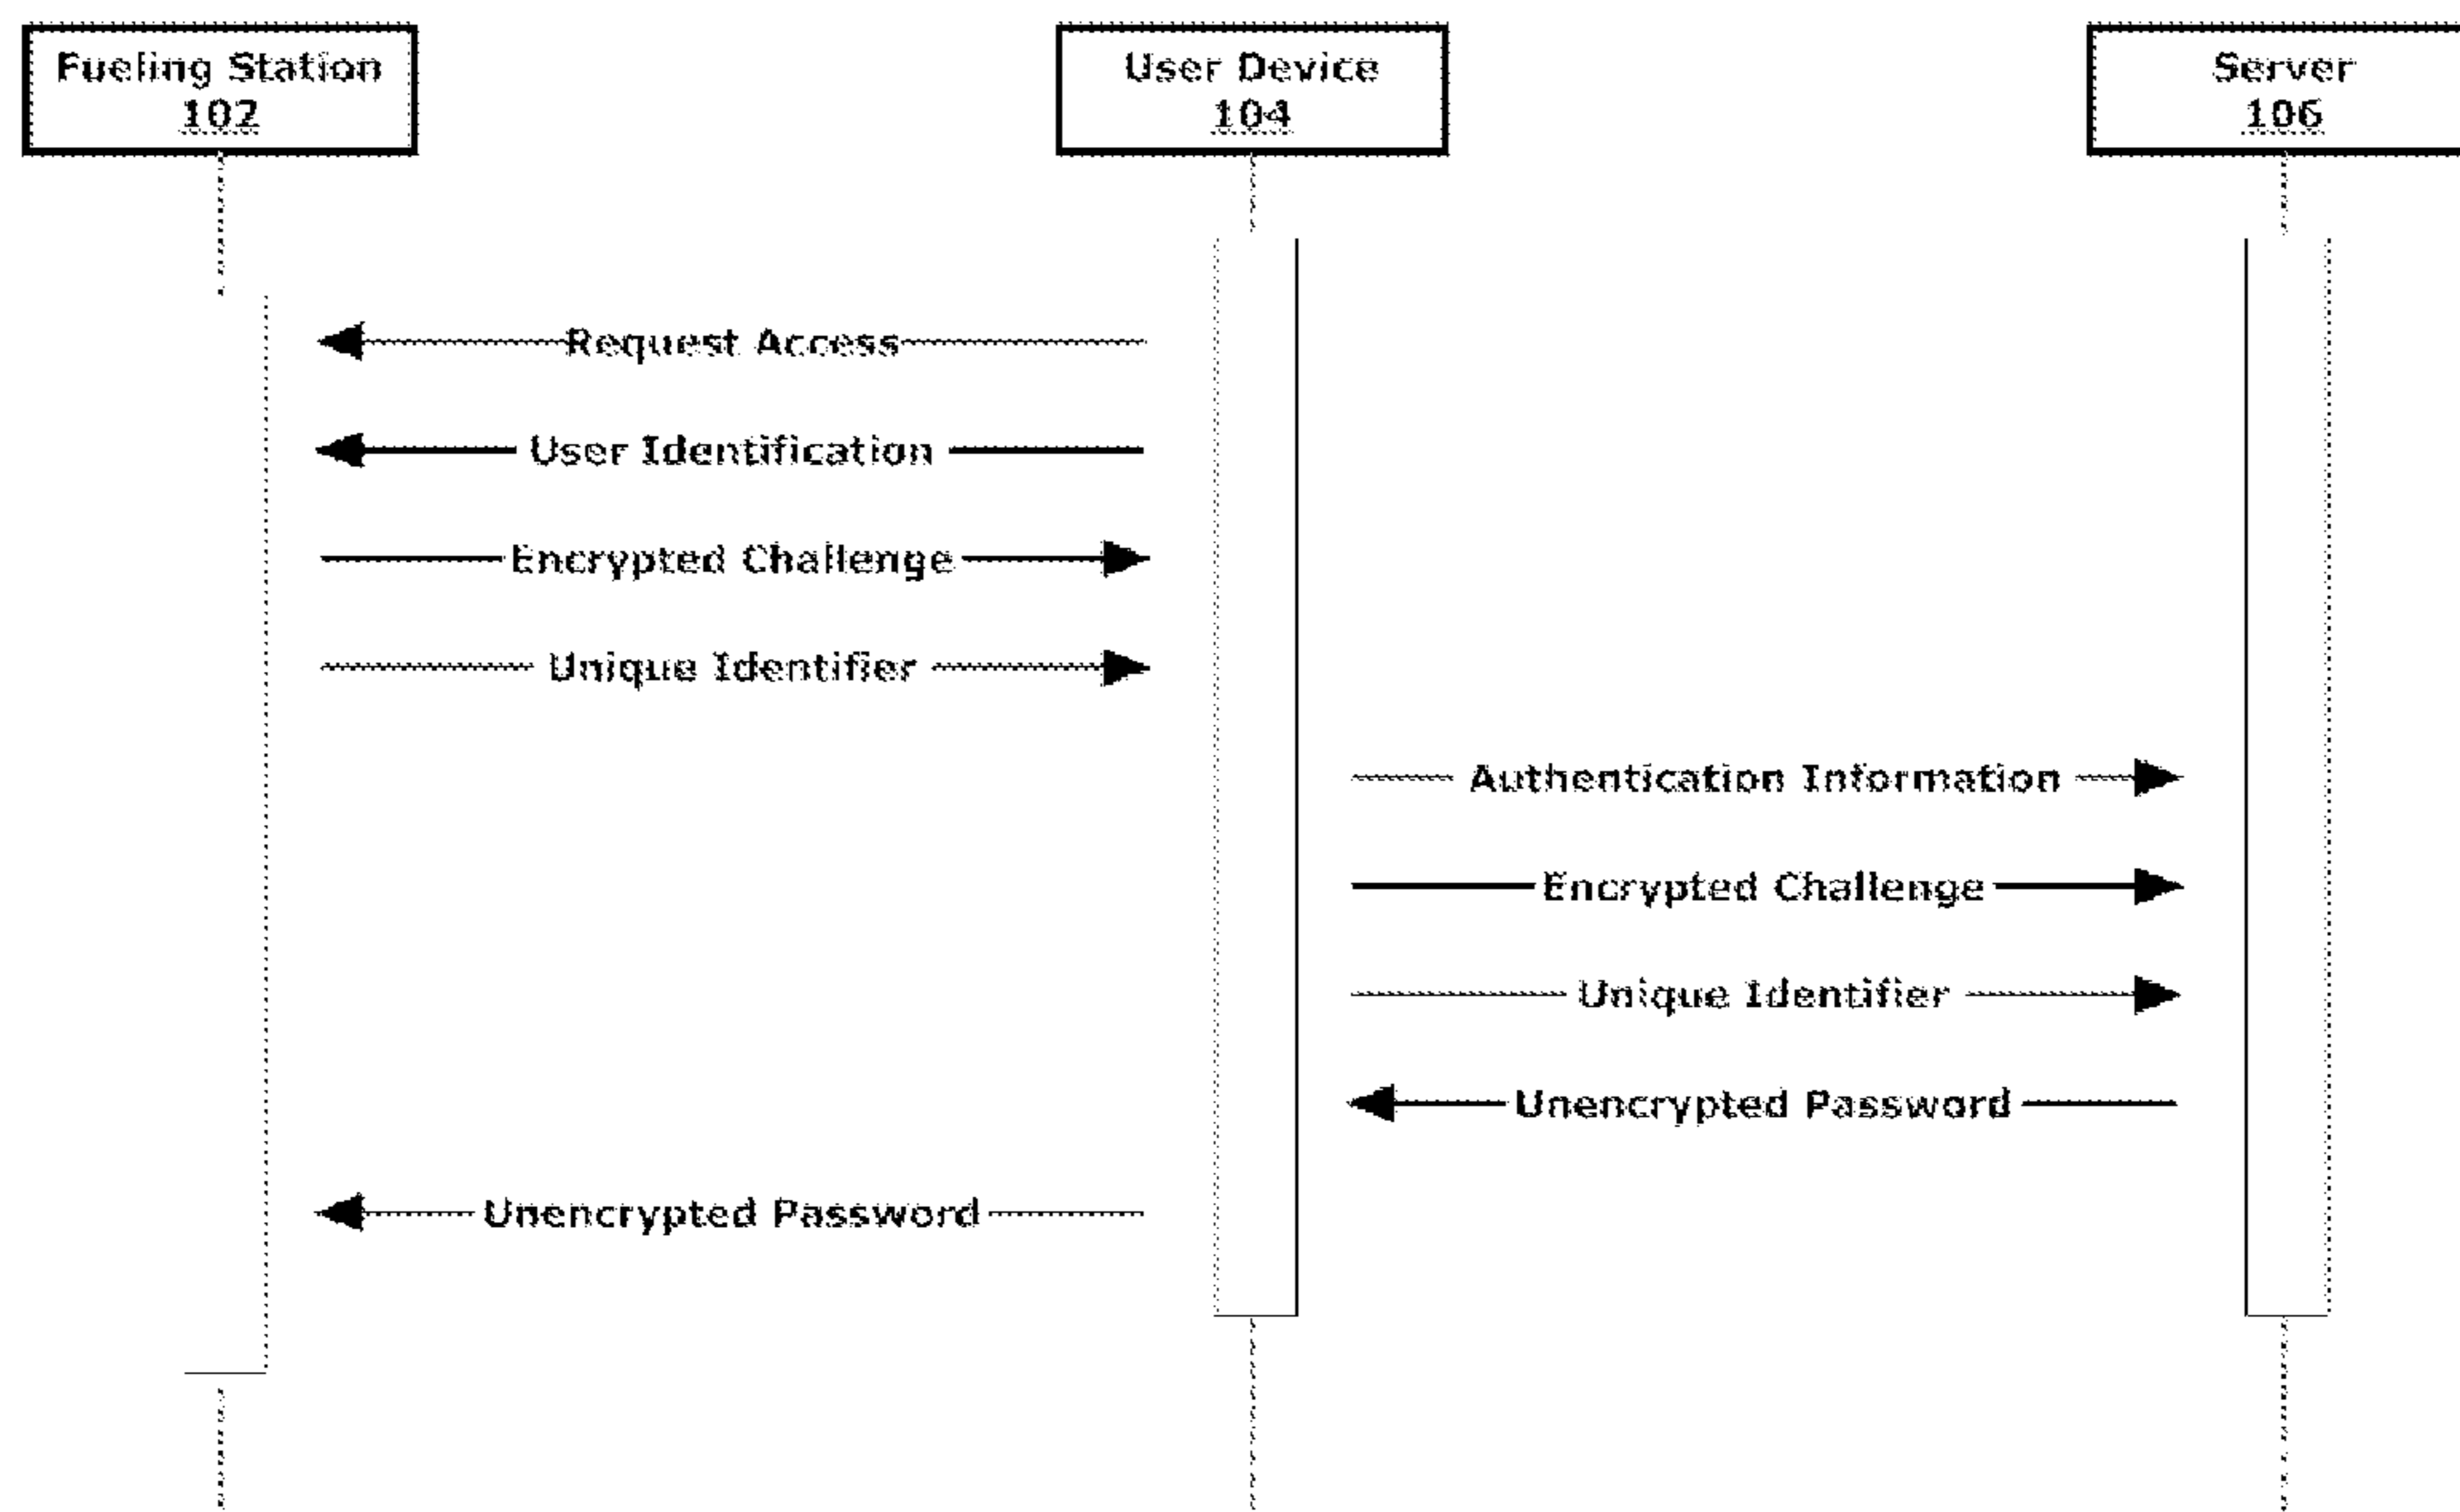 Fueling Station
102
User Device
104
Server
106
Request Access
User Identification
Encrypted Challenge
Unique Identifier
Authentication Information
Encrypted Challenge
Unique Identifier
Unencrypted Password
Unencrypted Password